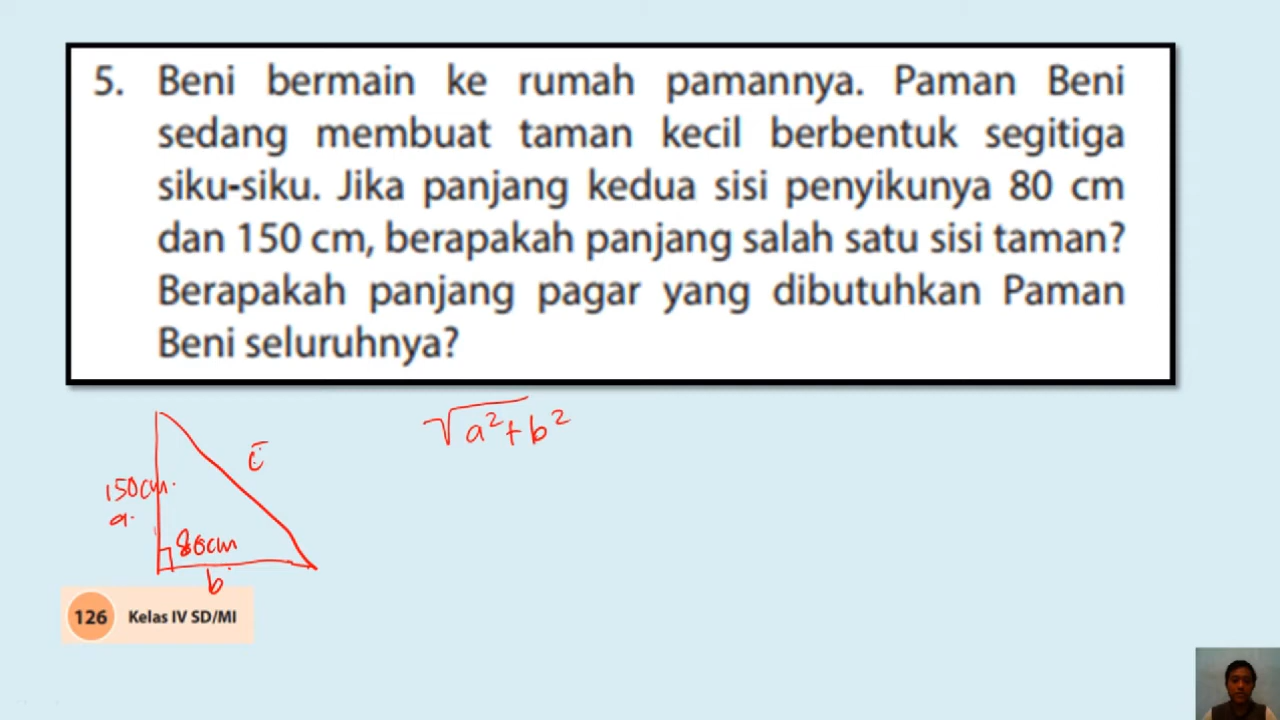 5. Beni bermain ke rumah pamannya. Paman Beni
sedang membuat taman kecil berbentuk segitiga
siku-siku. Jika panjang kedua sisi penyikunya 80 cm
dan 150 cm, berapakah panjang salah satu sisi taman?
Berapakah panjang pagar yang dibutuhkan Paman
Beni seluruhnya?
√a²+b²
c
150cm.
a.
80cm
b
126 Kelas IV SD/MI